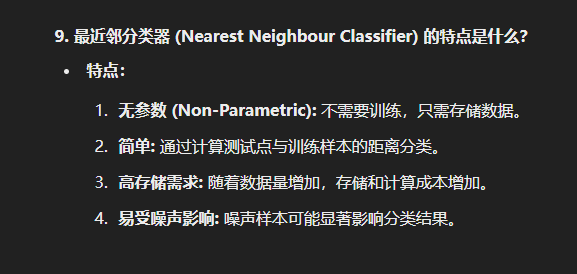 9. 最近邻分类器 (Nearest Neighbour Classifier) 的特点是什么?
• 特点：
1. 无参数 (Non-Parametric): 不需要训练，只需存储数据。
2. 简单: 通过计算测试点与训练样本的距离分类。
3. 高存储需求: 随着数据量增加，存储和计算成本增加。
4. 易受噪声影响: 噪声样本可能显著影响分类结果。